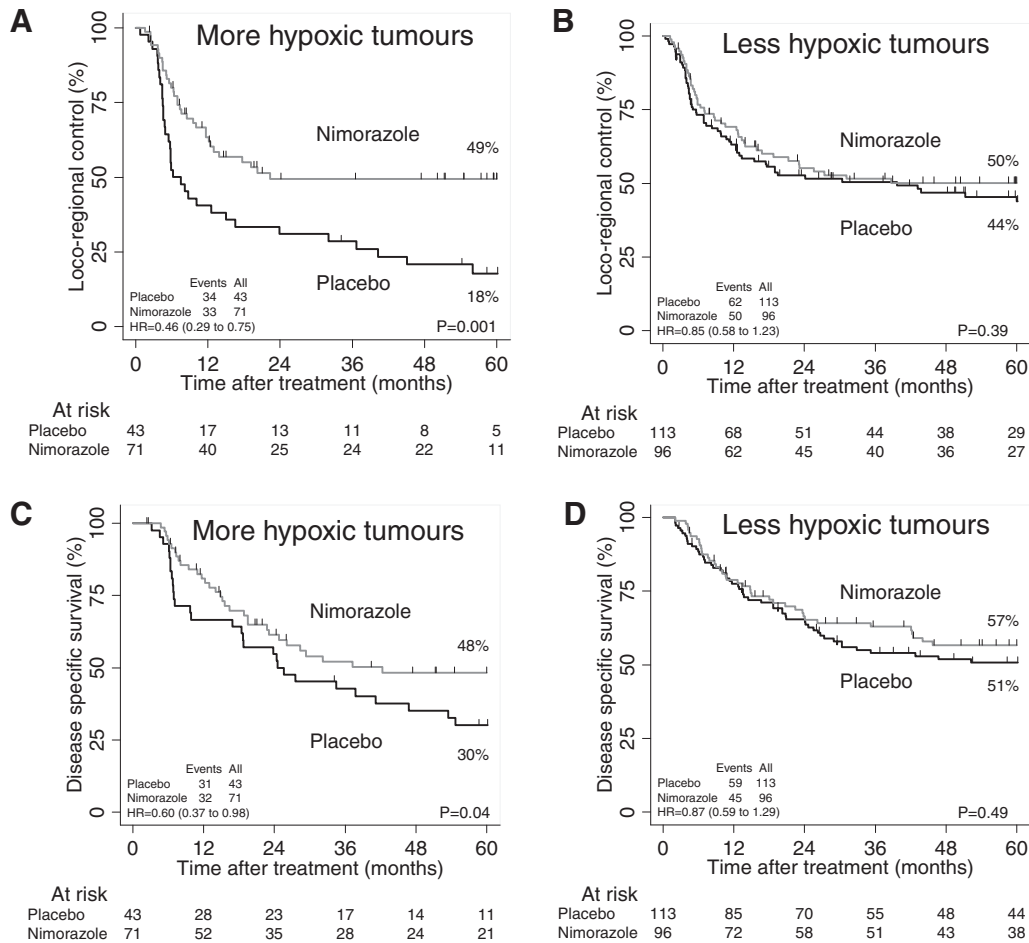 A
More hypoxic tumours
Loco-regional control (%)
100
75
50
25
0
Nimorazole
49%
Placebo
18%
Events All
Placebo 34 43
Nimorazole 33 71
HR=0.46 (0.29 to 0.75)
P=0.001
0 12 24 36 48 60
Time after treatment (months)
At risk
Placebo 43 17 13 11 8 5
Nimorazole 71 40 25 24 22 11
B
Less hypoxic tumours
Loco-regional control (%)
100
75
50
25
0
Nimorazole
50%
Placebo
44%
Events All
Placebo 62 113
Nimorazole 50 96
HR=0.85 (0.58 to 1.23)
P=0.39
0 12 24 36 48 60
Time after treatment (months)
At risk
Placebo 113 68 51 44 38 29
Nimorazole 96 62 45 40 36 27
C
More hypoxic tumours
Disease specific survival (%)
100
75
50
25
0
Nimorazole
48%
Placebo
30%
Events All
Placebo 31 43
Nimorazole 32 71
HR=0.60 (0.37 to 0.98)
P=0.04
0 12 24 36 48 60
Time after treatment (months)
At risk
Placebo 43 28 23 17 14 11
Nimorazole 71 52 35 28 24 21
D
Less hypoxic tumours
Disease specific survival (%)
100
75
50
25
0
Nimorazole
57%
Placebo
51%
Events All
Placebo 59 113
Nimorazole 45 96
HR=0.87 (0.59 to 1.29)
P=0.49
0 12 24 36 48 60
Time after treatment (months)
At risk
Placebo 113 85 70 55 48 44
Nimorazole 96 72 58 51 43 38